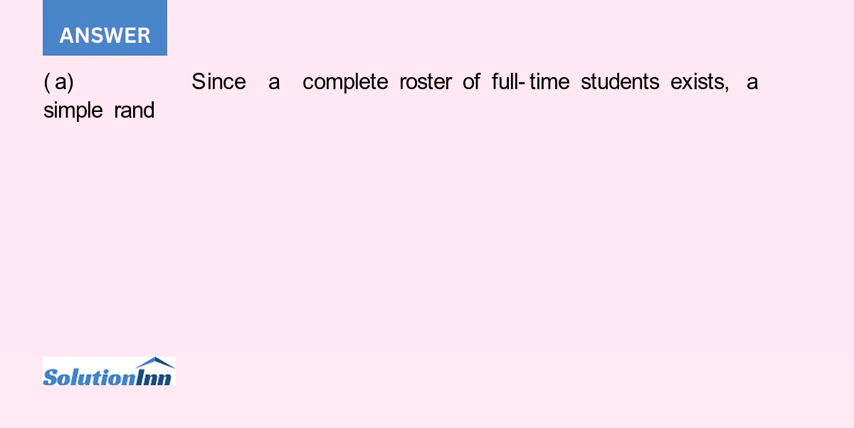 ANSWER
( a) Since a complete roster of full- time students exists, a
simple rand
SolutionInn